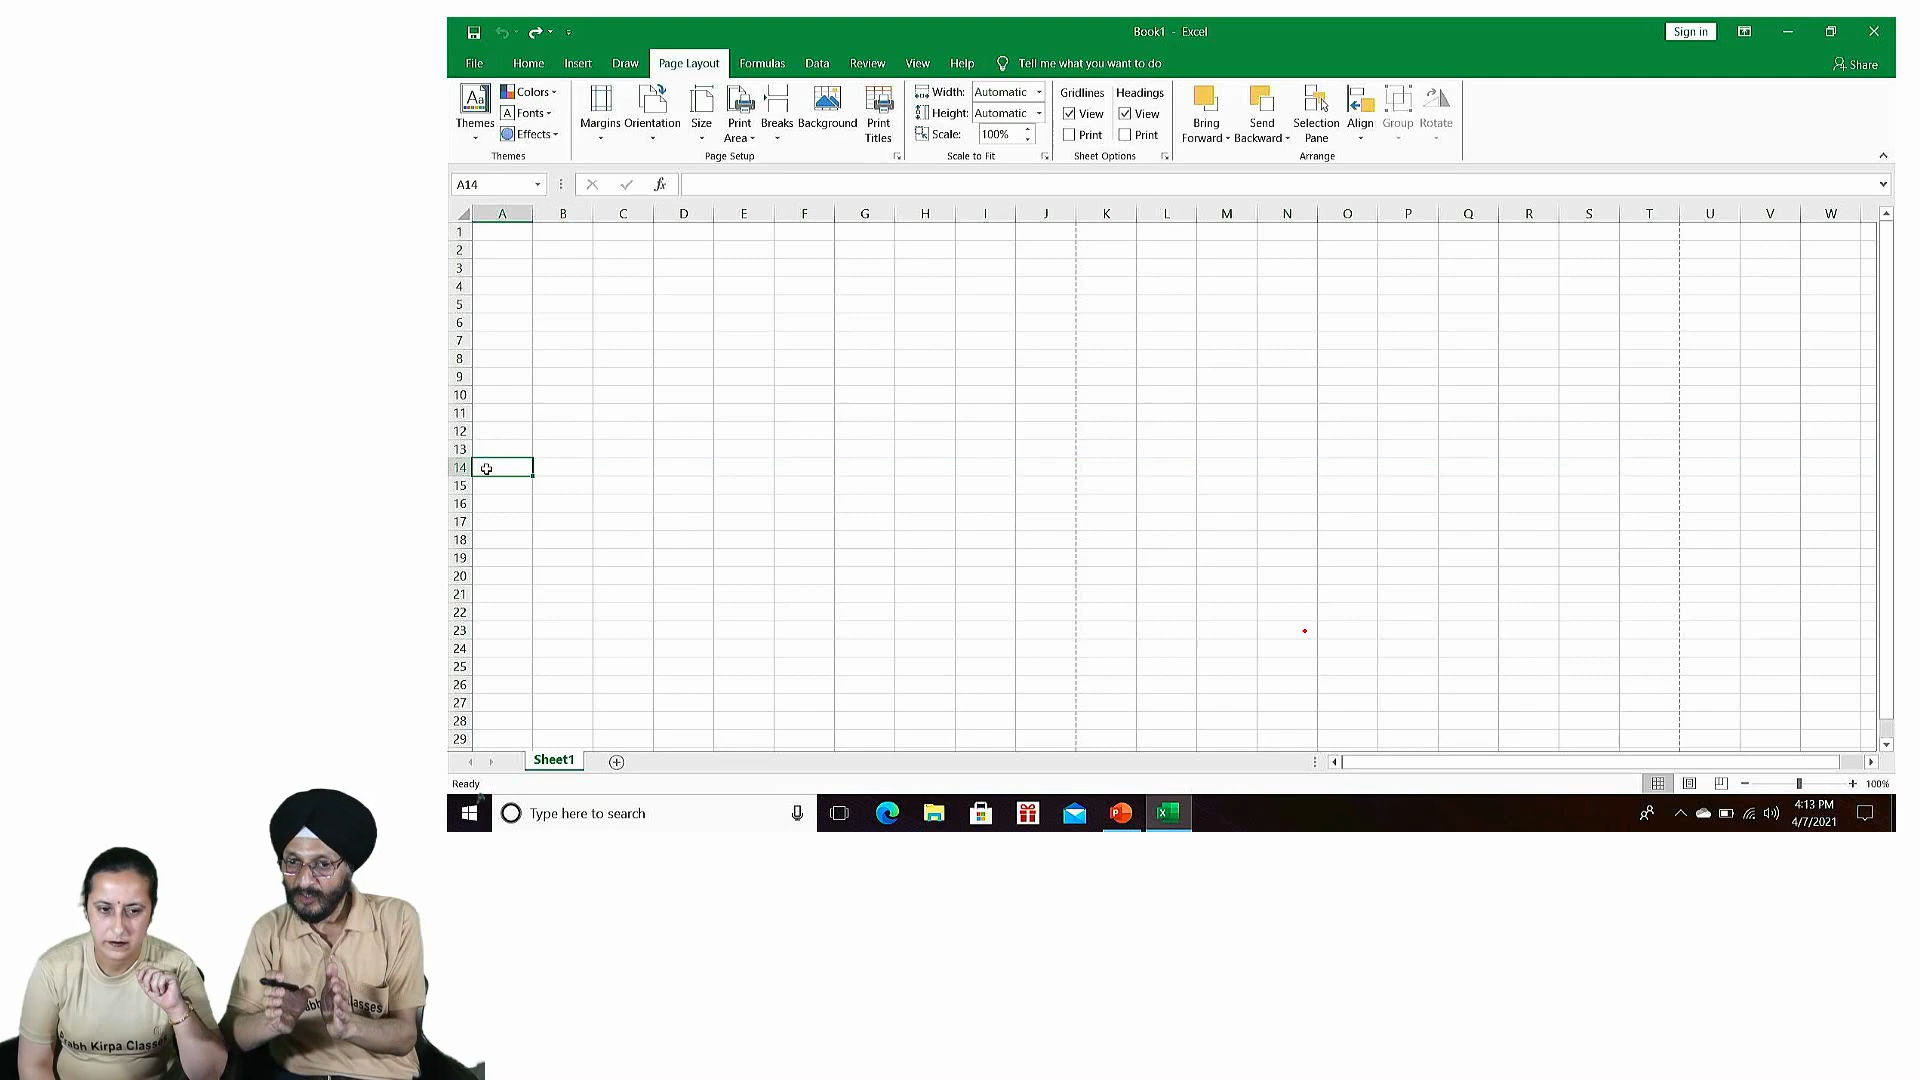 Book1 - Excel
Sign in
File Home Insert Draw Page Layout Formulas Data Review View Help Tell me what you want to do Share
Themes Colors Fonts Effects
Themes
Margins Orientation Size Print Area Breaks Background Print Titles
Page Setup
Width: Automatic
Height: Automatic
Scale: 100%
Scale to Fit
Gridlines Headings
View View
Print Print
Sheet Options
Bring Forward Send Backward Selection Pane Align Group Rotate
Arrange
A14 fx
A B C D E F G H I J K L M N O P Q R S T U V W
1
2
3
4
5
6
7
8
9
10
11
12
13
14
15
16
17
18
19
20
21
22
23
24
25
26
27
28
29
Sheet1
Ready 100%
Type here to search
4:13 PM
4/7/2021
Kirpa Classes